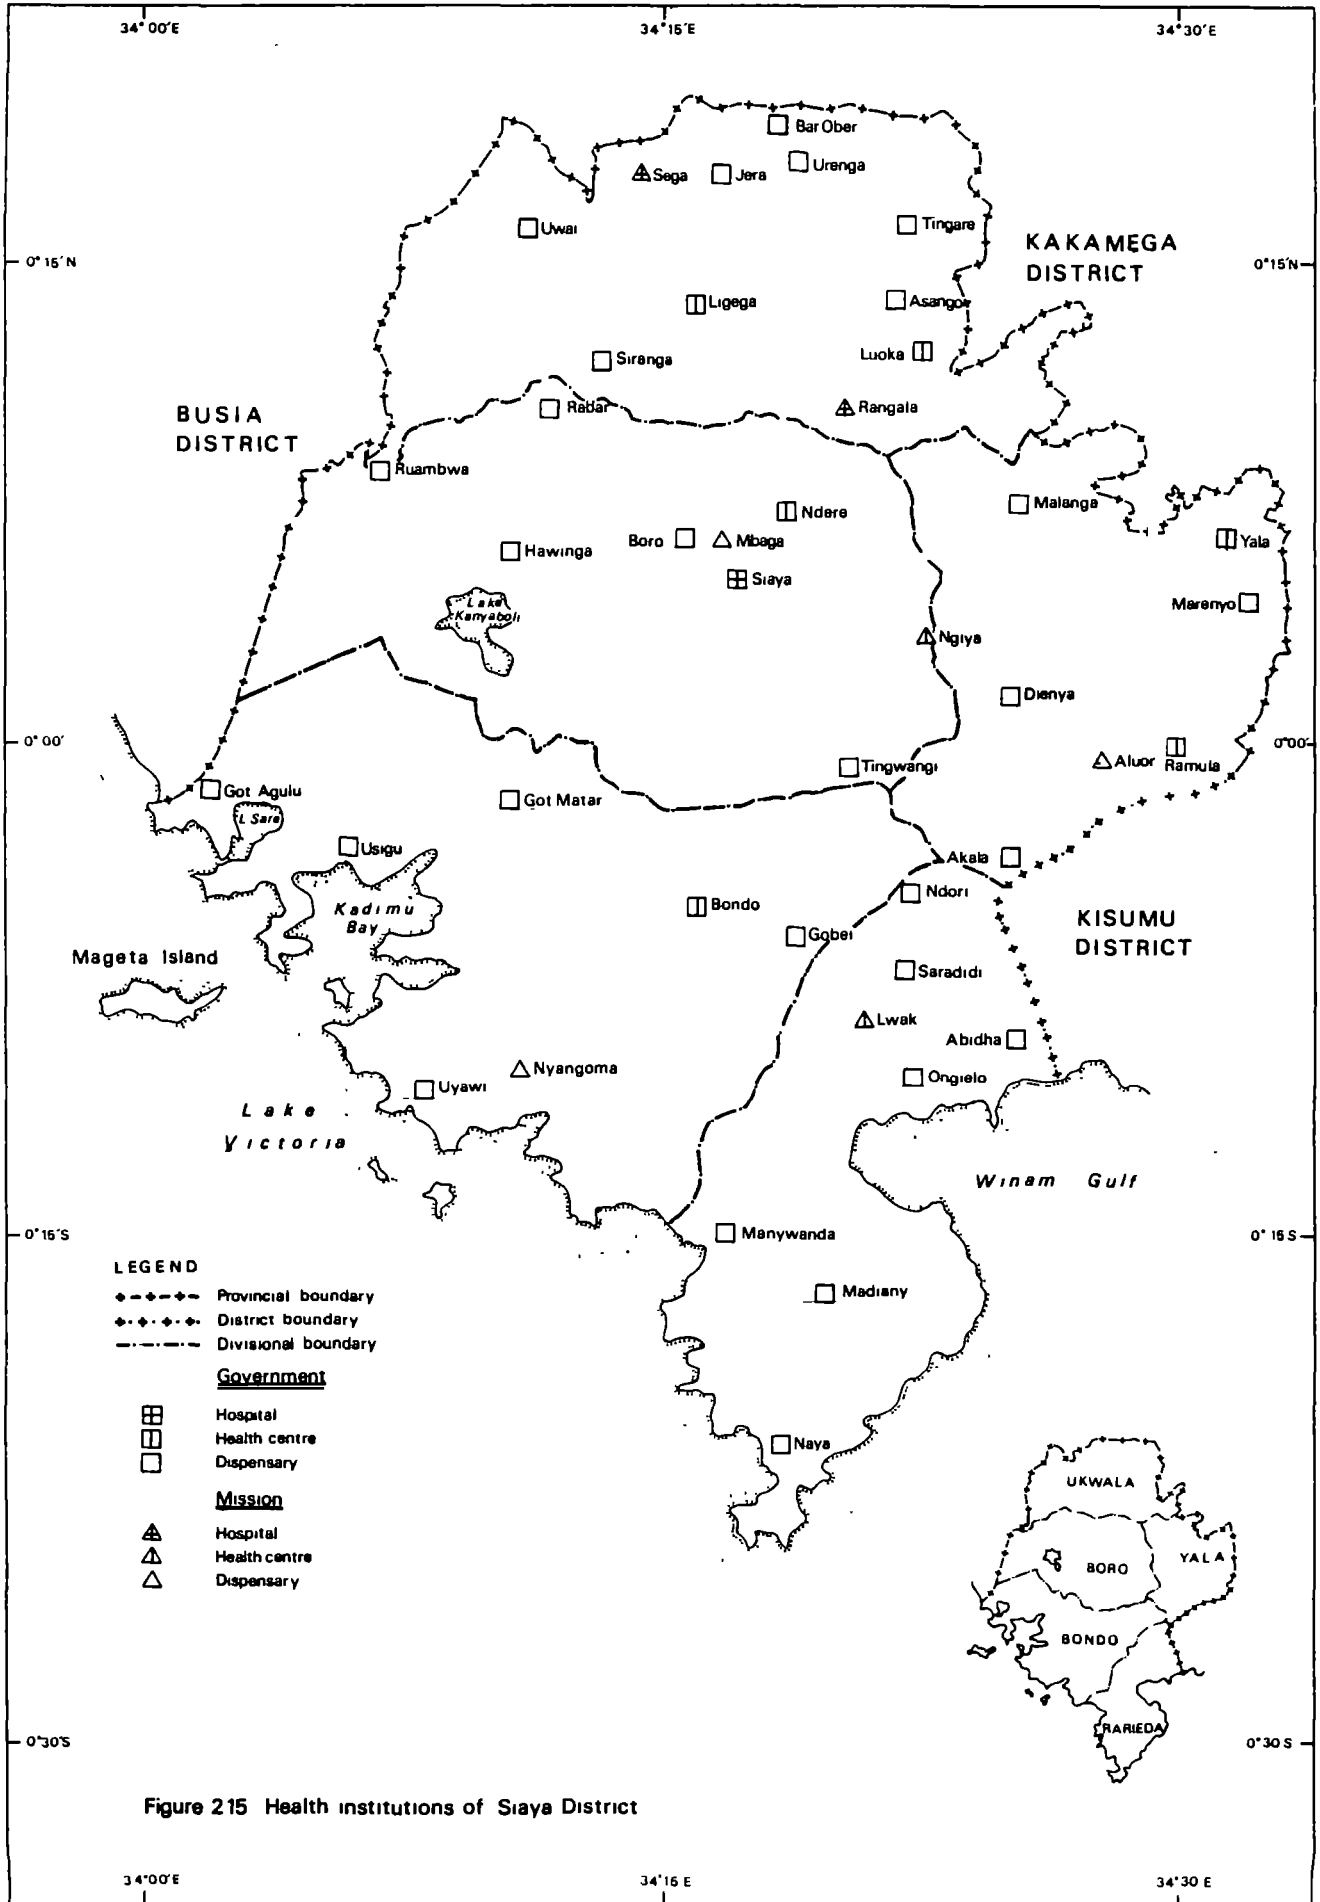 34°00'E 34°15'E 34°30'E
Bar Ober
Urenga
Sega Jera
Uwai Tingare
KAKAMEGA
DISTRICT
0°15'N 0°15'N
Ligega Asango
Luoka
Siranga
BUSIA
DISTRICT
Radar Rangala
Ruambwa
Malanga
Ndere
Boro Mbaga Yala
Hawinga
Siaya
Lake
Kanyaboli
Marenyo
Ngiya
Dienya
0°00' 0°00'
Tingwangi Aluor Ramula
Got Agulu Got Matar
L Sare
Usigu Akala
Ndori
Kadimu
Bay
Bondo
KISUMU
DISTRICT
Gobei
Mageta Island
Saradidi
Lwak
Abidha
Nyangoma Ongielo
Uyawi
Lake
Victoria
Winam Gulf
0°15'S 0°15'S
Manywanda
Madiany
Naya
LEGEND
Provincial boundary
District boundary
Divisional boundary
Government
Hospital
Health centre
Dispensary
Mission
Hospital
Health centre
Dispensary
UKWALA
YALA
BORO
BONDO
RARIEDA
0°30'S 0°30'S
Figure 215 Health institutions of Siaya District
34°00'E 34°15 E 34°30 E